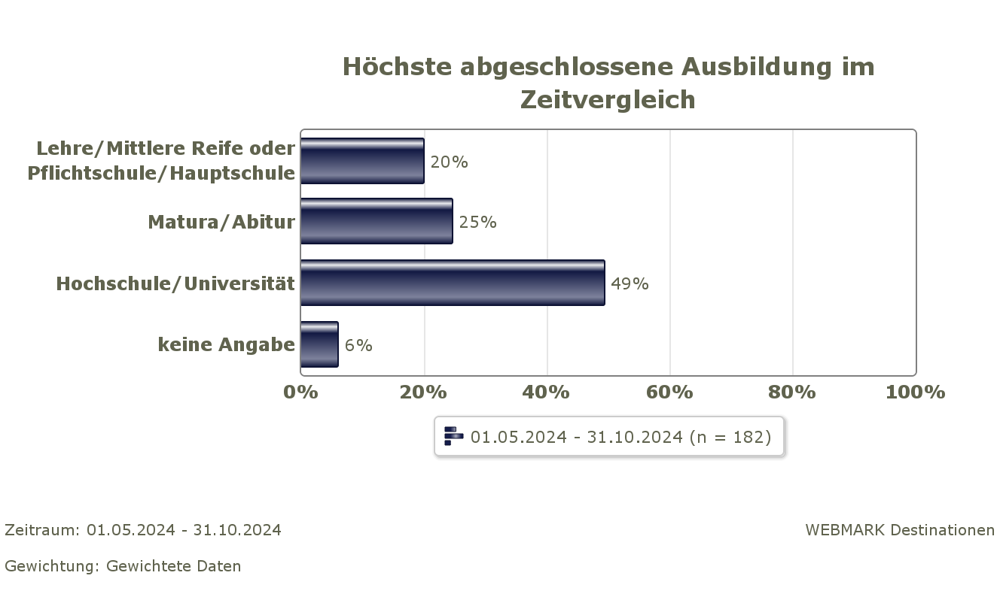 Höchste abgeschlossene Ausbildung im
Zeitvergleich
Lehre/Mittlere Reife oder
Pflichtschule/Hauptschule
20%
Matura/Abitur
25%
Hochschule/Universität
49%
keine Angabe
6%
0%
20%
40%
60%
80%
100%
01.05.2024 - 31.10.2024 (n = 182)
Zeitraum: 01.05.2024 - 31.10.2024
WEBMARK Destinationen
Gewichtung: Gewichtete Daten